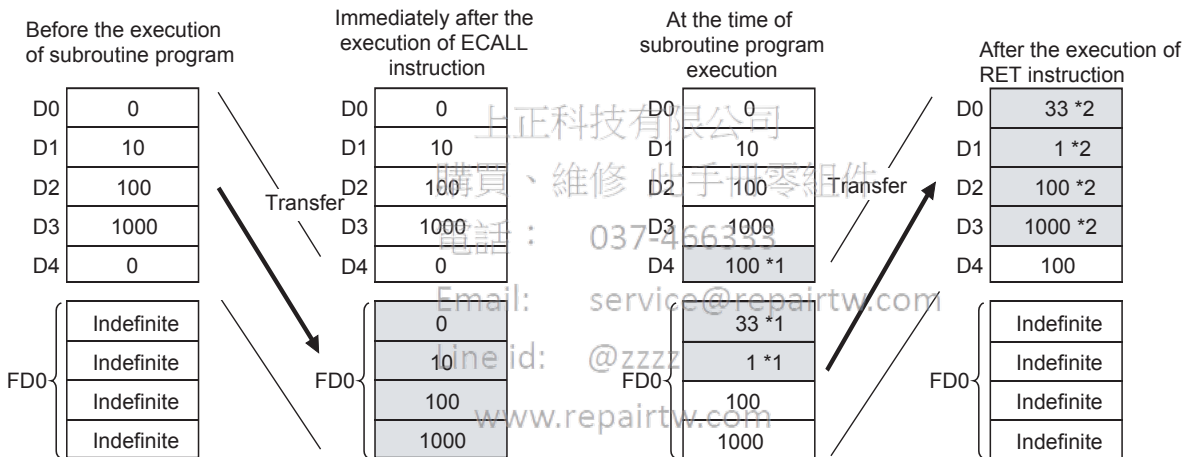 Before the execution
of subroutine program
D0 0
D1 10
D2 100
D3 1000
D4 0
FD0
Indefinite
Indefinite
Indefinite
Indefinite
Transfer
Immediately after the
execution of ECALL
instruction
D0 0
D1 10
D2 100
D3 1000
D4 0
FD0
0
10
100
1000
At the time of
subroutine program
execution
D0 0
D1 10
D2 100
D3 1000
D4 100 *1
FD0
33 *1
1 *1
100
1000
Transfer
After the execution of
RET instruction
D0 33 *2
D1 1 *2
D2 100 *2
D3 1000 *2
D4 100
FD0
Indefinite
Indefinite
Indefinite
Indefinite
上正科技有限公司
購買、維修 此手冊零組件
電話： 037-466333
Email: service@repairtw.com
Line id: @zzzz
www.repairtw.com